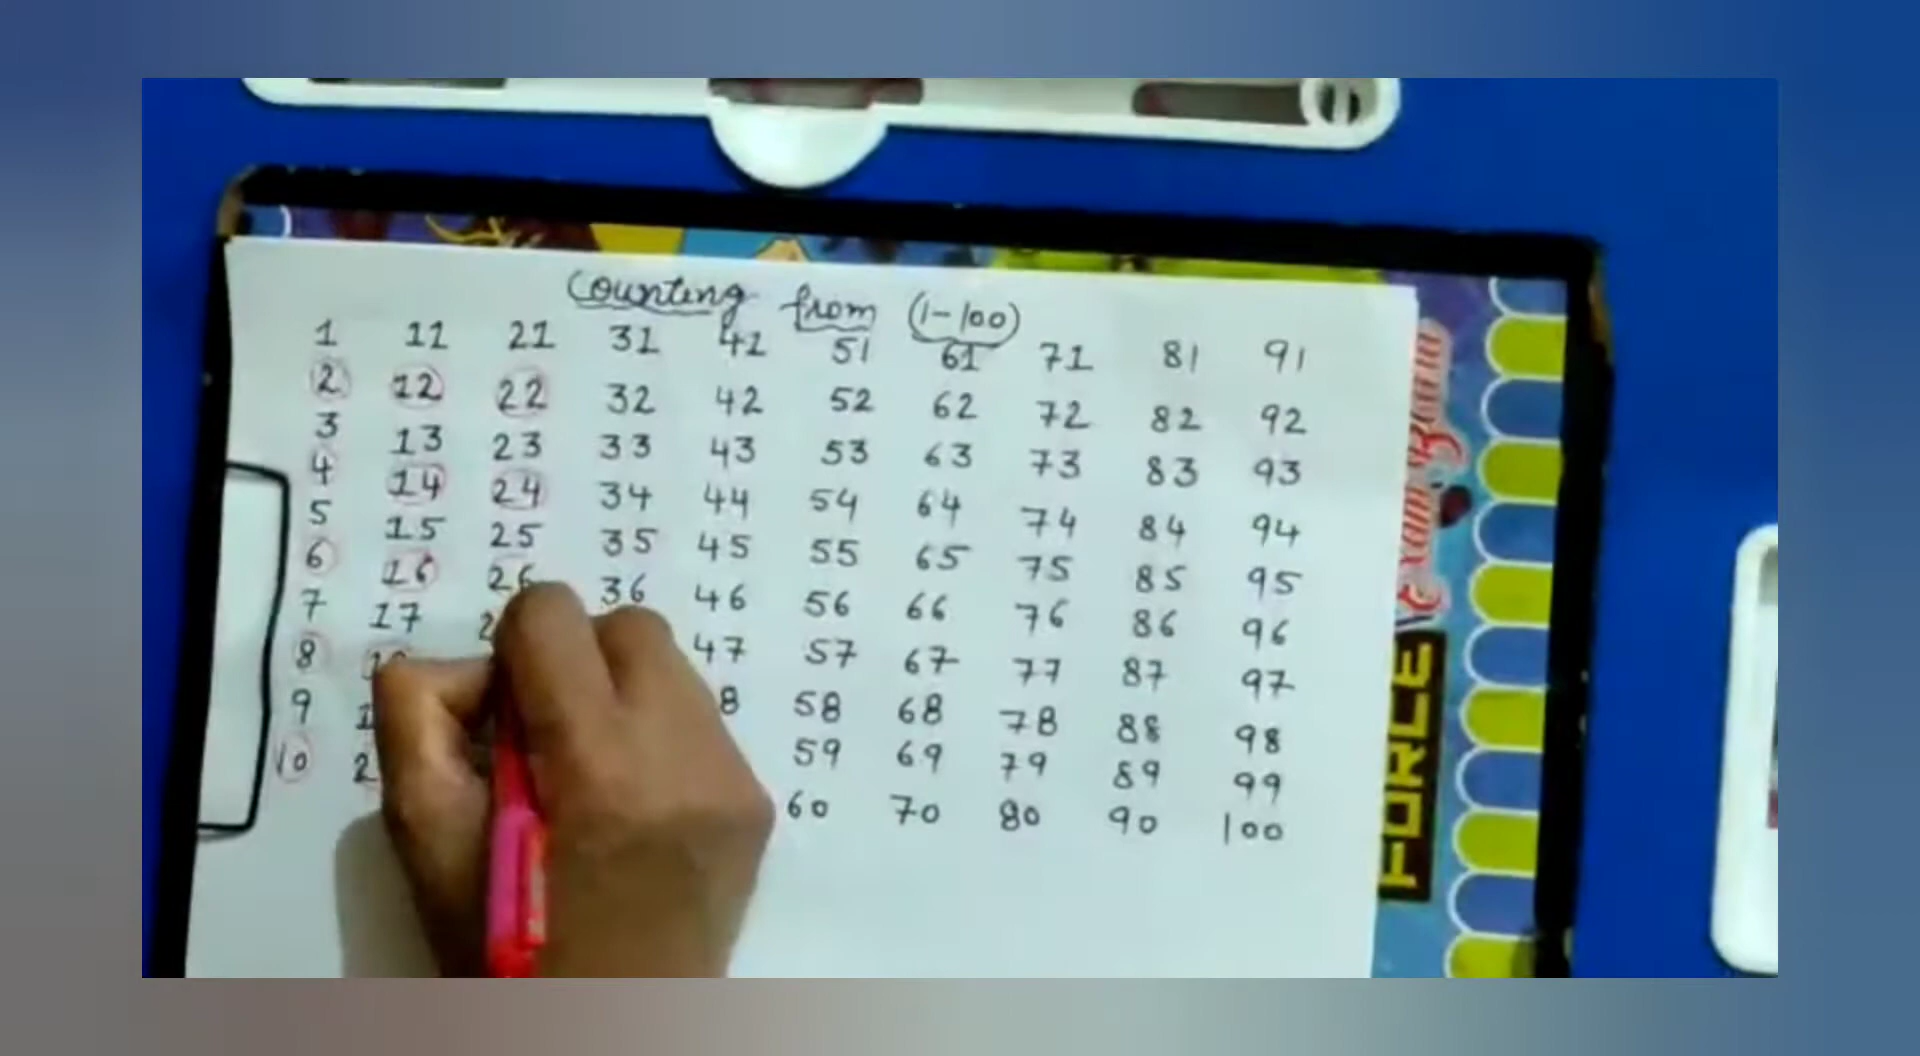 Counting from (1-100)
1 11 21 31 41 51 61 71 81 91
2 12 22 32 42 52 62 72 82 92
3 13 23 33 43 53 63 73 83 93
4 14 24 34 44 54 64 74 84 94
5 15 25 35 45 55 65 75 85 95
6 16 26 36 46 56 66 76 86 96
7 17 47 57 67 77 87 97
8 58 68 78 88 98
9 59 69 79 89 99
10 60 70 80 90 100
FORCE